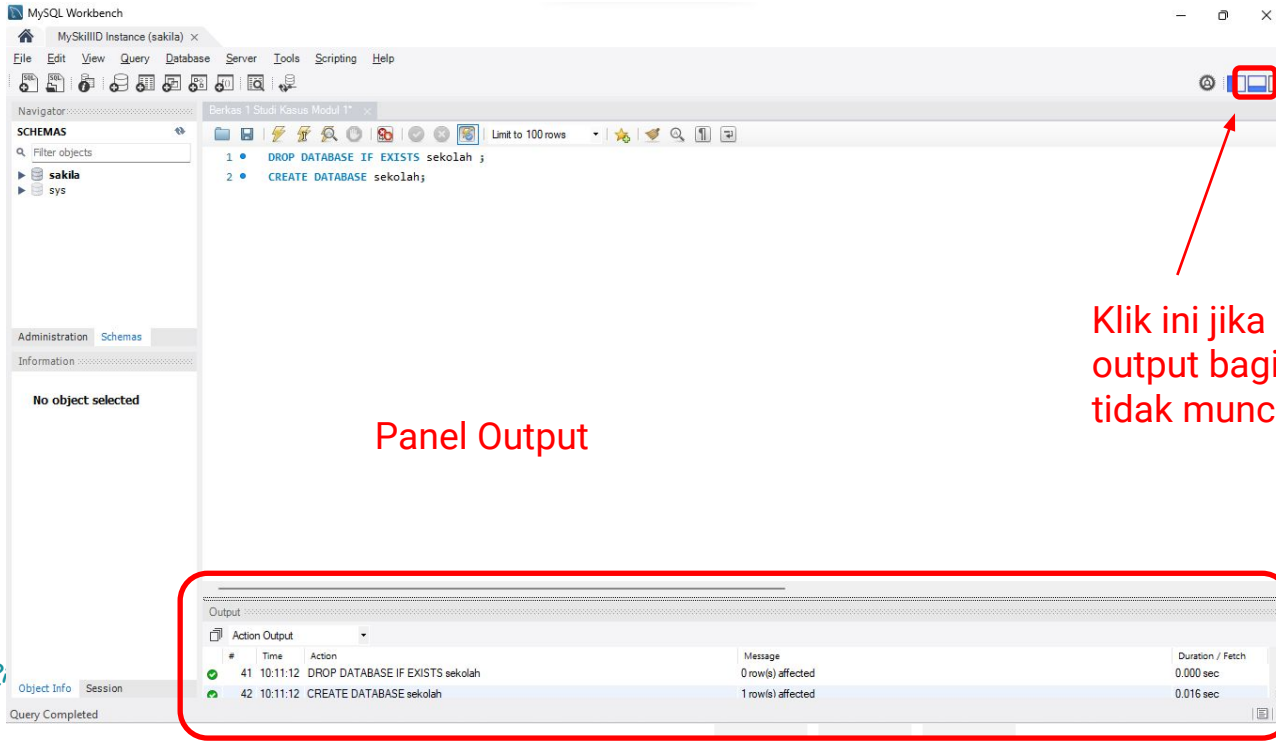 MySQL Workbench
MySkillID Instance (sakila)
File Edit View Query Database Server Tools Scripting Help
Navigator
Berkas 1 Studi Kasus Modul 1*
SCHEMAS
Limit to 100 rows
Filter objects
1 DROP DATABASE IF EXISTS sekolah ;
2 CREATE DATABASE sekolah;
sakila
sys
Klik ini jika
output bagi
tidak munc
Administration Schemas
Information
No object selected
Panel Output
Output
Action Output
# Time Action Message Duration / Fetch
41 10:11:12 DROP DATABASE IF EXISTS sekolah 0 row(s) affected 0.000 sec
42 10:11:12 CREATE DATABASE sekolah 1 row(s) affected 0.016 sec
Object Info Session
Query Completed